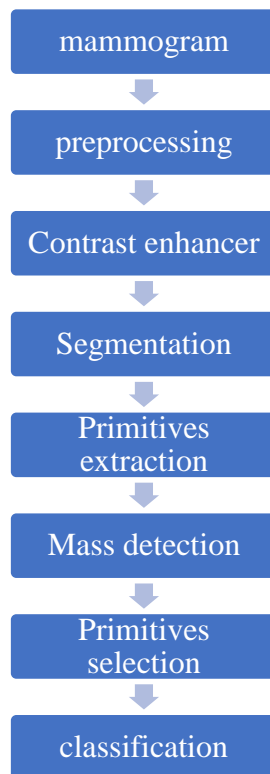 mammogram
preprocessing
Contrast enhancer
Segmentation
Primitives
extraction
Mass detection
Primitives
selection
classification